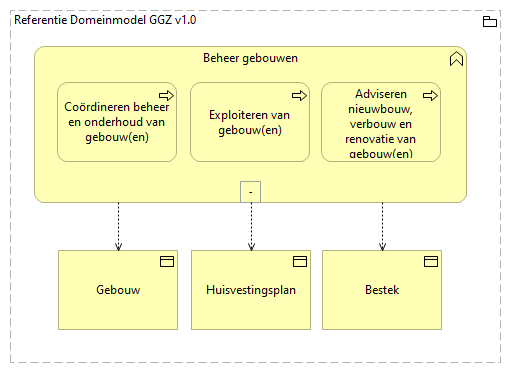 Referentie Domeinmodel GGZ v1.0
Beheer gebouwen
Coördineren beheer
en onderhoud van
gebouw(en)
Exploiteren van
gebouw(en)
Adviseren
nieuwbouw,
verbouw en
renovatie van
gebouw(en)
-
Gebouw
Huisvestingsplan
Bestek